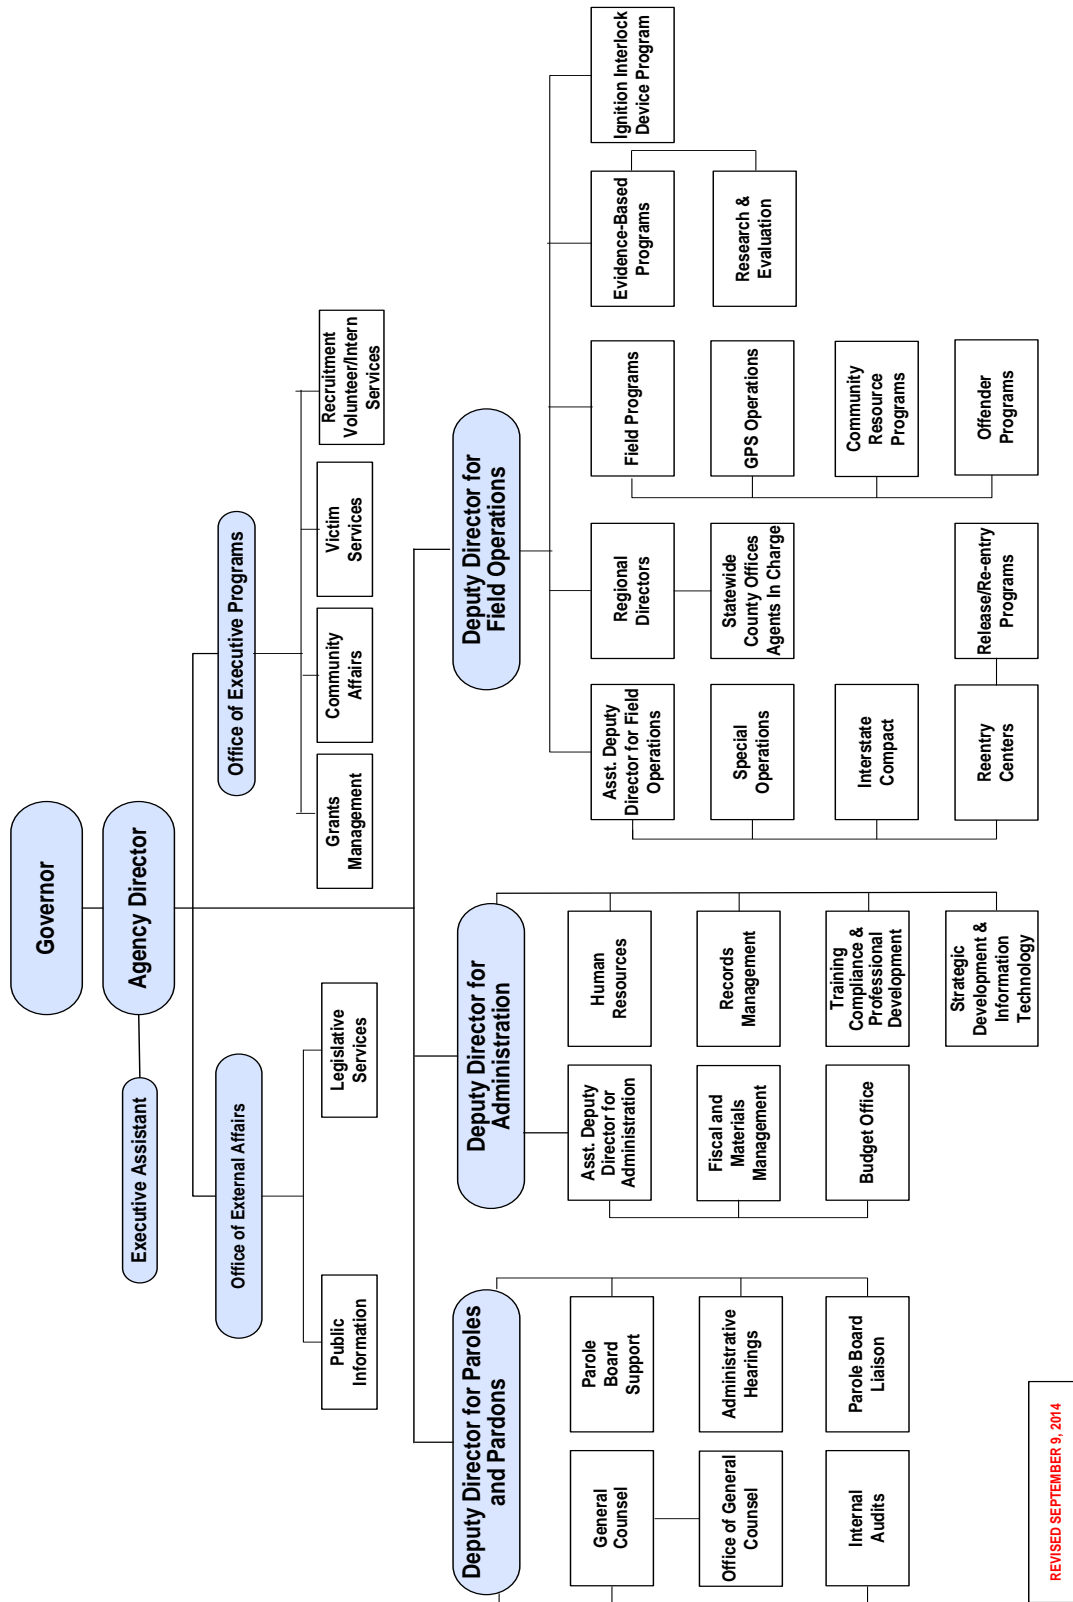 Governor
Agency Director
Executive Assistant
Office of External Affairs
Office of Executive Programs
Public
Information
Legislative
Services
Grants
Management
Community
Affairs
Victim
Services
Recruitment
Volunteer/Intern
Services
Deputy Director for Paroles
and Pardons
Deputy Director for
Administration
Deputy Director for
Field Operations
General
Counsel
Parole
Board
Support
Office of General
Counsel
Administrative
Hearings
Internal
Audits
Parole Board
Liaison
Asst. Deputy
Director for
Administration
Human
Resources
Fiscal and
Materials
Management
Records
Management
Budget Office
Training
Compliance &
Professional
Development
Strategic
Development &
Information
Technology
Asst. Deputy
Director for Field
Operations
Regional
Directors
Field Programs
Evidence-Based
Programs
Ignition Interlock
Device Program
Special
Operations
Statewide
County Offices
Agents In Charge
GPS Operations
Research &
Evaluation
Interstate
Compact
Community
Resource
Programs
Reentry
Centers
Release/Re-entry
Programs
Offender
Programs
REVISED SEPTEMBER 9, 2014